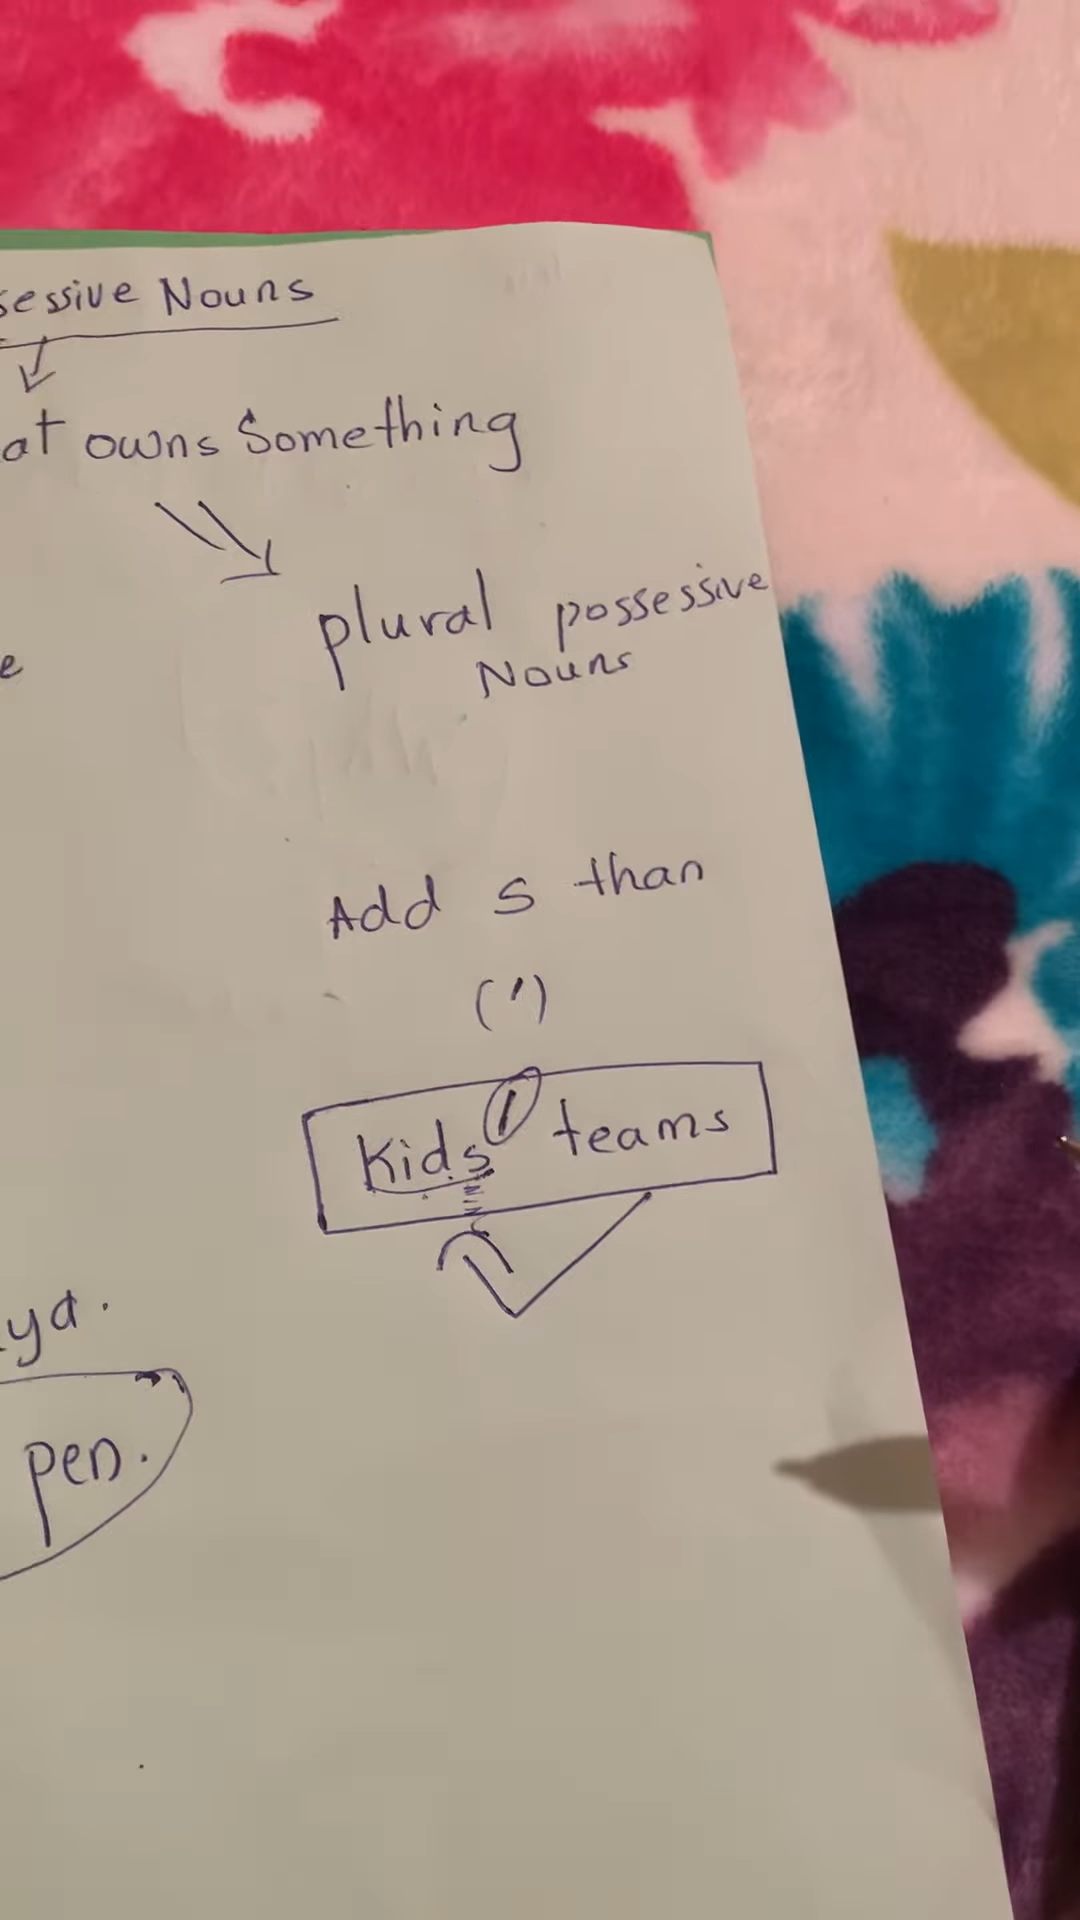 sessive Nouns
at owns Something
plural possessive
Nouns
e
Add s than
(')
Kids' teams
ya.
pen.